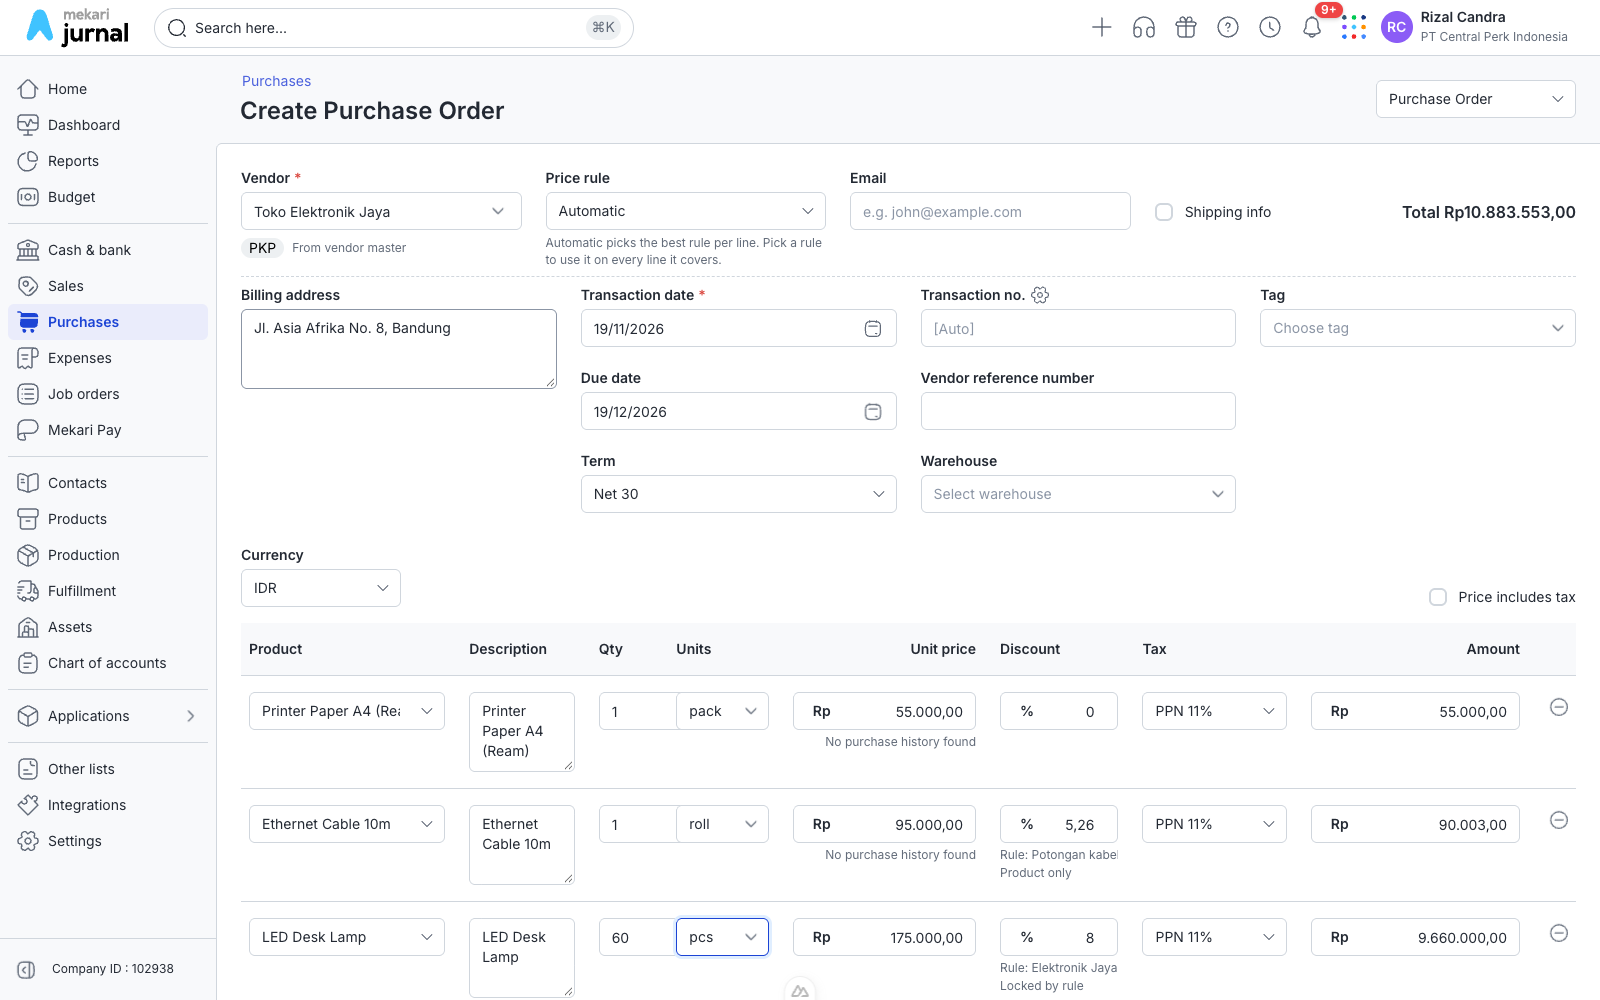 mekari
jurnal
Search here...
⌘K
9+
RC
Rizal Candra
PT Central Perk Indonesia
Home
Dashboard
Reports
Budget
Cash & bank
Sales
Purchases
Expenses
Job orders
Mekari Pay
Contacts
Products
Production
Fulfillment
Assets
Chart of accounts
Applications
Other lists
Integrations
Settings
Company ID : 102938
Purchases
Create Purchase Order
Purchase Order
Vendor *
Toko Elektronik Jaya
PKP From vendor master
Price rule
Automatic
Automatic picks the best rule per line. Pick a rule
to use it on every line it covers.
Email
e.g. john@example.com
Shipping info
Total Rp10.883.553,00
Billing address
Jl. Asia Afrika No. 8, Bandung
Transaction date *
19/11/2026
Transaction no.
[Auto]
Tag
Choose tag
Due date
19/12/2026
Vendor reference number
Term
Net 30
Warehouse
Select warehouse
Currency
IDR
Price includes tax
Product Description Qty Units Unit price Discount Tax Amount
Printer Paper A4 (Rea
Printer
Paper A4
(Ream)
1 pack Rp 55.000,00 % 0 PPN 11% Rp 55.000,00
No purchase history found
Ethernet Cable 10m
Ethernet
Cable 10m
1 roll Rp 95.000,00 % 5,26 PPN 11% Rp 90.003,00
No purchase history found
Rule: Potongan kabel
Product only
LED Desk Lamp
LED Desk
Lamp
60 pcs Rp 175.000,00 % 8 PPN 11% Rp 9.660.000,00
Rule: Elektronik Jaya
Locked by rule